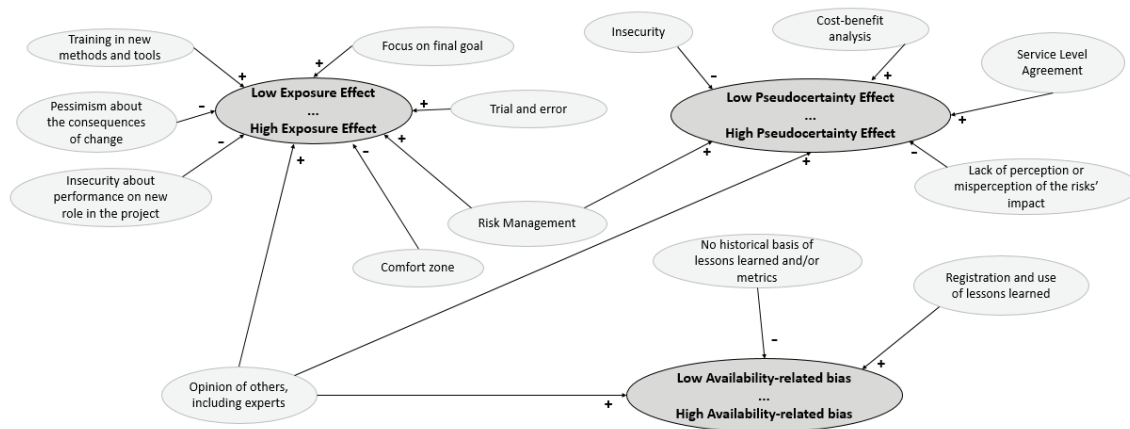 Training in new
methods and tools
Focus on final goal
Insecurity
Cost-benefit
analysis
Service Level
Agreement
+
+
-
+
Low Exposure Effect
...
High Exposure Effect
Low Pseudocertainty Effect
...
High Pseudocertainty Effect
Pessimism about
the consequences
of change
-
+
Trial and error
+
-
+
-
+
+
-
+
+
Insecurity about
performance on new
role in the project
Risk Management
Lack of perception or
misperception of the risks'
impact
Comfort zone
No historical basis of
lessons learned and/or
metrics
Registration and use
of lessons learned
-
+
Opinion of others,
including experts
+
Low Availability-related bias
...
High Availability-related bias